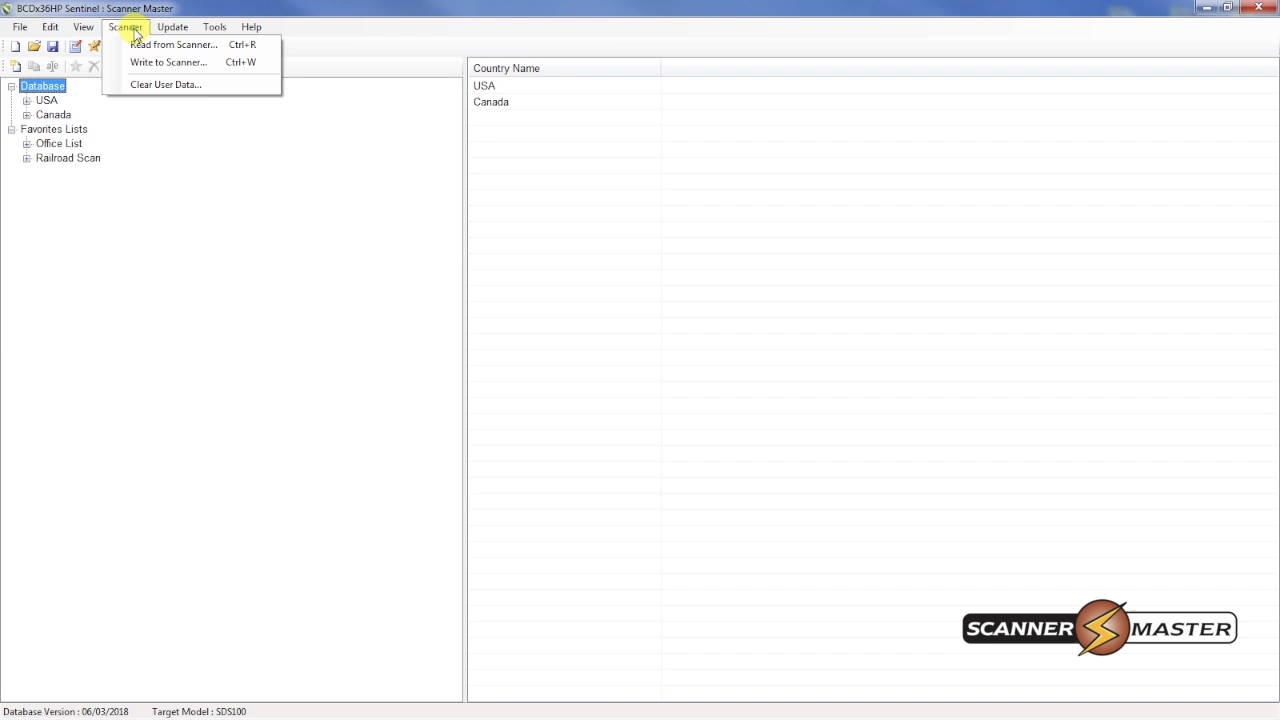 BCDx36HP Sentinel : Scanner Master
File Edit View Scanner Update Tools Help
Read from Scanner... Ctrl+R
Write to Scanner... Ctrl+W
Clear User Data...
Database
USA
Canada
Favorites Lists
Office List
Railroad Scan
Country Name
USA
Canada
SCANNER MASTER
Database Version : 06/03/2018 Target Model : SDS100